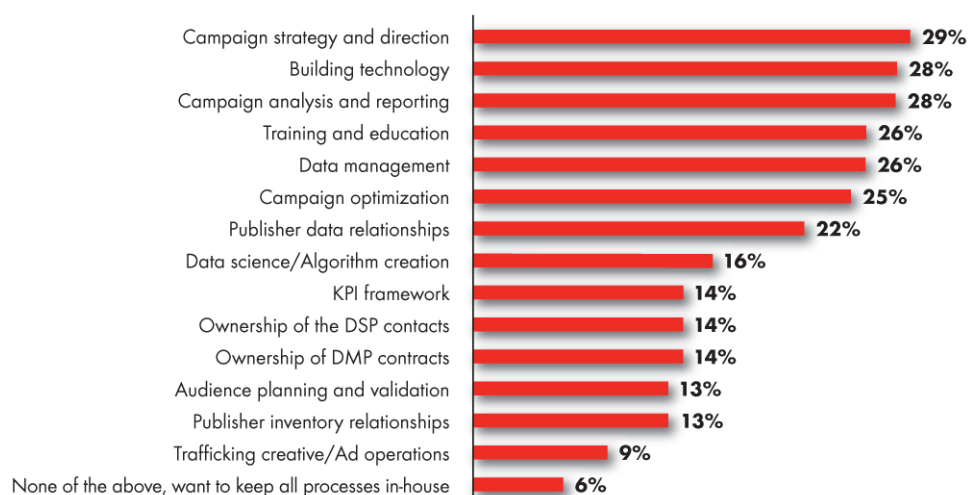 Campaign strategy and direction 29%
Building technology 28%
Campaign analysis and reporting 28%
Training and education 26%
Data management 26%
Campaign optimization 25%
Publisher data relationships 22%
Data science/Algorithm creation 16%
KPI framework 14%
Ownership of the DSP contacts 14%
Ownership of DMP contracts 14%
Audience planning and validation 13%
Publisher inventory relationships 13%
Trafficking creative/Ad operations 9%
None of the above, want to keep all processes in-house 6%